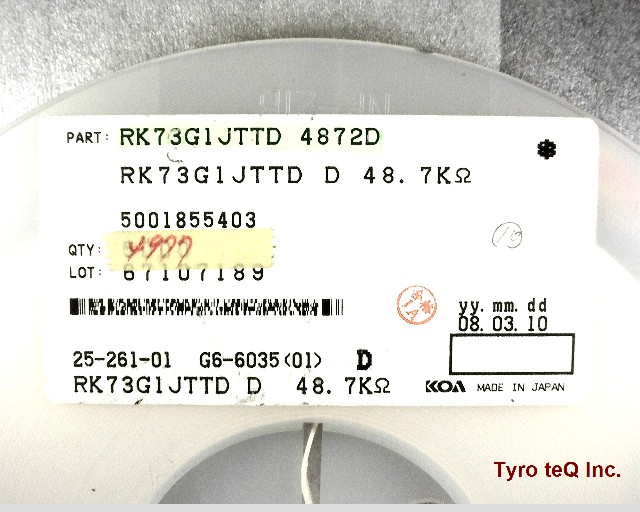 PART: RK73G1JTTD 4872D
*
RK73G1JTTD D 48.7KΩ
5001855403
QTY:
LOT: 67107189
10
yy. mm. dd
08. 03. 10
25-261-01 G6-6035(01) D
RK73G1JTTD D 48.7KΩ
KOA MADE IN JAPAN
Tyro teQ Inc.